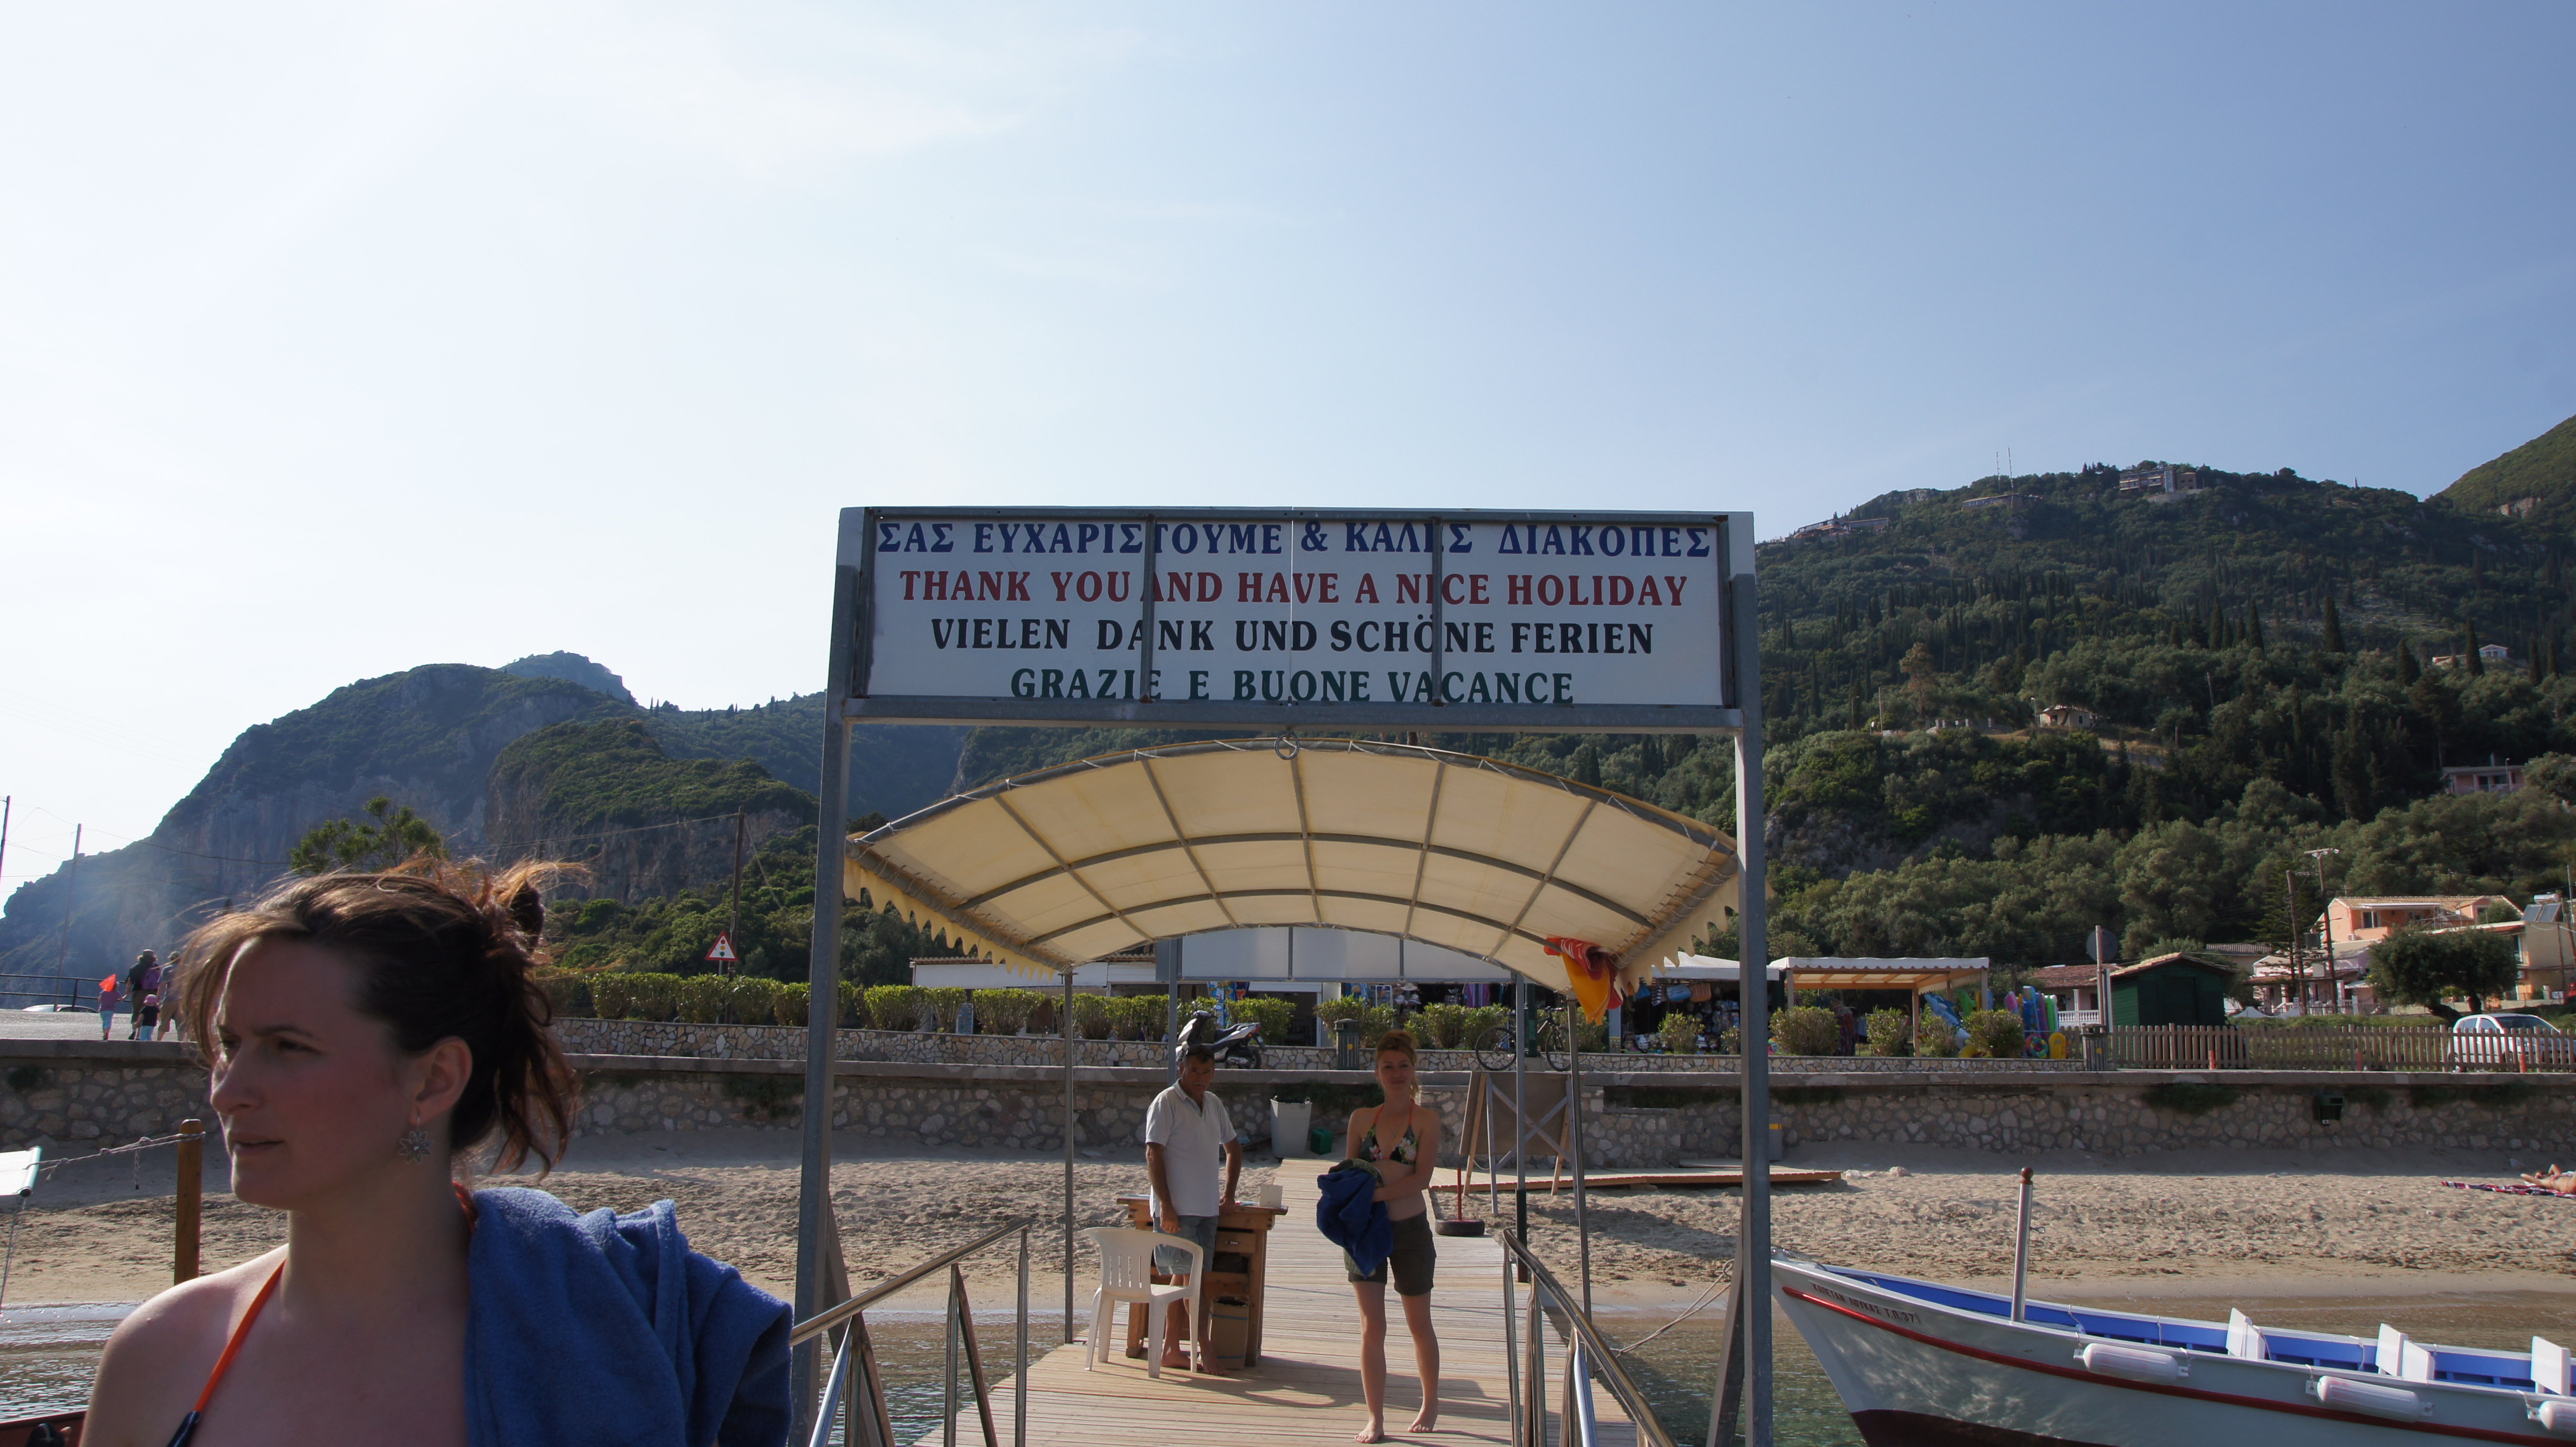 ΣΑΣ ΕΥΧΑΡΙΣΤΟΥΜΕ & ΚΑΛΕΣ ΔΙΑΚΟΠΕΣ
THANK YOU AND HAVE A NICE HOLIDAY
VIELEN DANK UND SCHÖNE FERIEN
GRAZIE E BUONE VACANCE